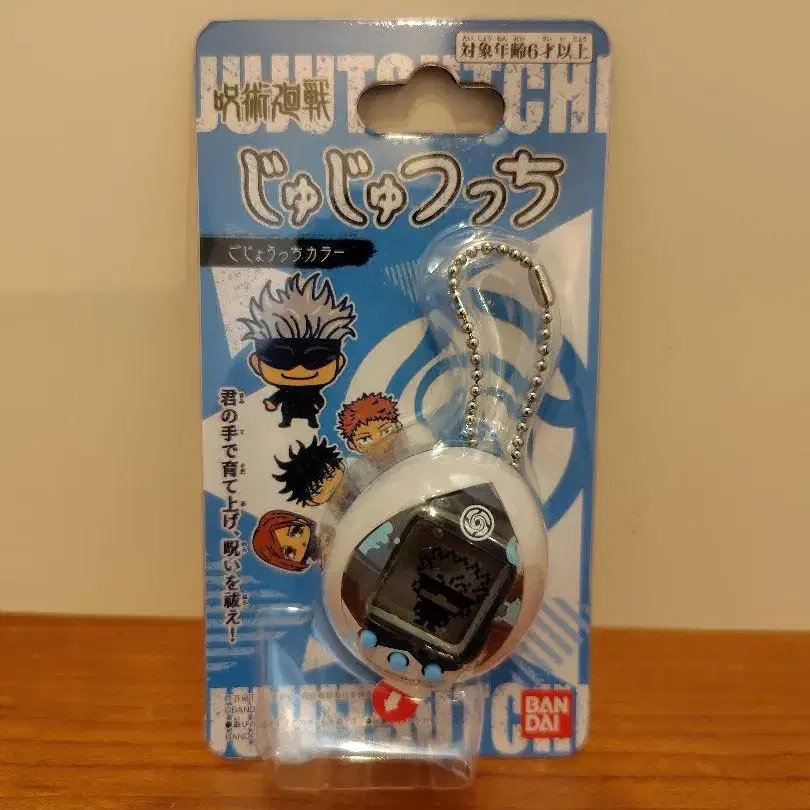 対象年齢6才以上
JUJUTSUTCHI
呪術廻戦
じゅじゅつっち
ごじょうっちカラー
君の手で育て上げ、呪いを祓え!
BAN
DAI